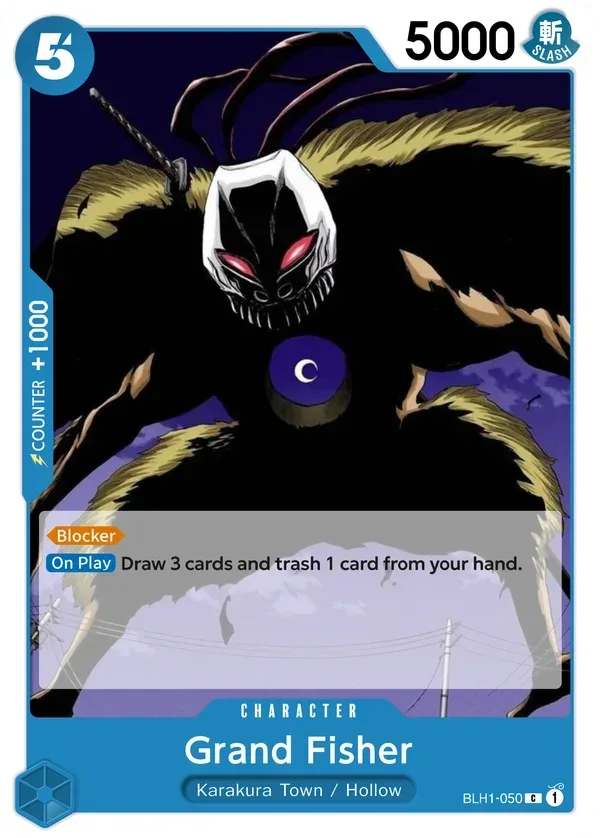 5
5000
斬
SLASH
COUNTER +1000
Blocker
On Play Draw 3 cards and trash 1 card from your hand.
CHARACTER
Grand Fisher
Karakura Town / Hollow
BLH1-050 C 1